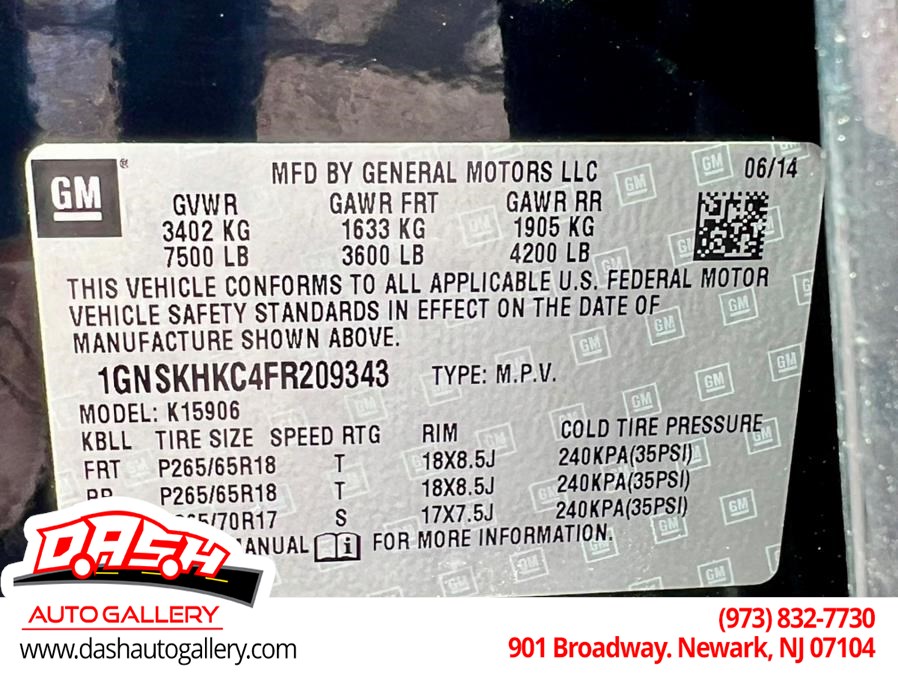 GM ®
MFD BY GENERAL MOTORS LLC 06/14
GVWR GAWR FRT GAWR RR
3402 KG 1633 KG 1905 KG
7500 LB 3600 LB 4200 LB
THIS VEHICLE CONFORMS TO ALL APPLICABLE U.S. FEDERAL MOTOR
VEHICLE SAFETY STANDARDS IN EFFECT ON THE DATE OF
MANUFACTURE SHOWN ABOVE.
1GNSKHKC4FR209343 TYPE: M.P.V.
MODEL: K15906
KBLL TIRE SIZE SPEED RTG RIM COLD TIRE PRESSURE
FRT P265/65R18 T 18X8.5J 240KPA(35PSI)
RR P265/65R18 T 18X8.5J 240KPA(35PSI)
65/70R17 S 17X7.5J 240KPA(35PSI)
MANUAL FOR MORE INFORMATION.
DASH
AUTO GALLERY
www.dashautogallery.com
(973) 832-7730
901 Broadway. Newark, NJ 07104